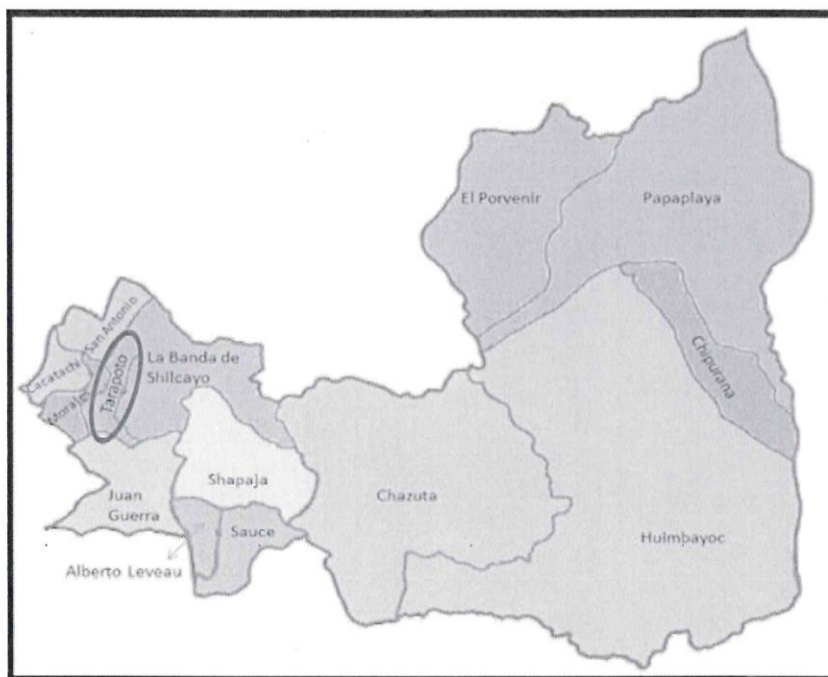 El Porvenir
Papaplaya
San Antonio
La Banda de
Shilcayo
Cacatachi
Tarapoto
Morales
Chipurana
Shapaja
Juan
Guerra
Chazuta
Sauce
Huimbayoc
Alberto Leveau